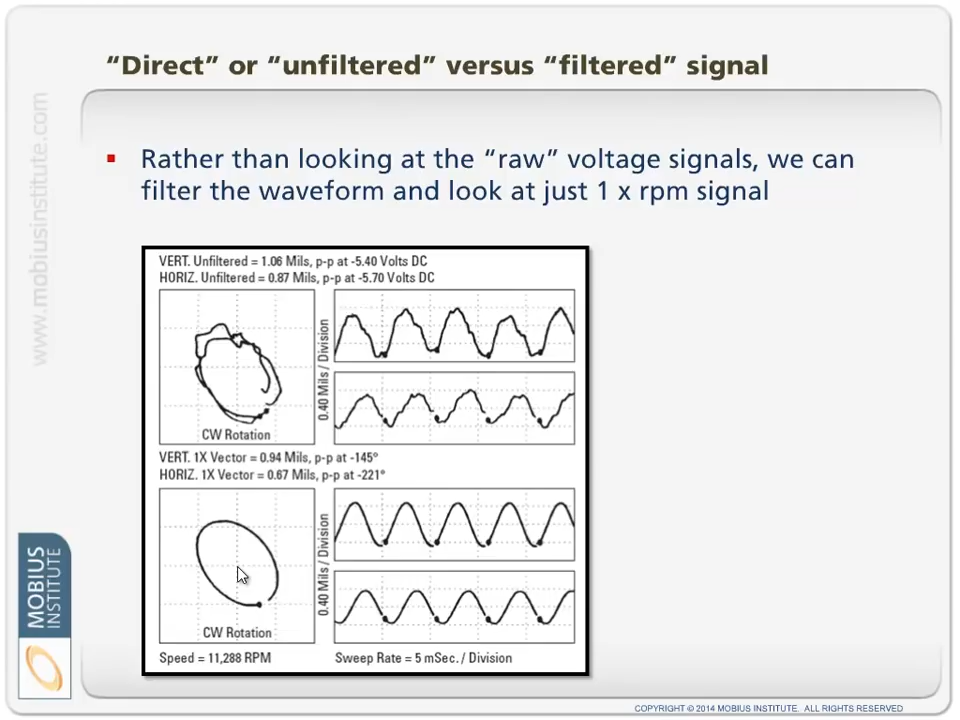 “Direct” or “unfiltered” versus “filtered” signal
www.mobiusinstitute.com
Rather than looking at the “raw” voltage signals, we can
filter the waveform and look at just 1 x rpm signal
VERT. Unfiltered = 1.06 Mils, p-p at -5.40 Volts DC
HORIZ. Unfiltered = 0.87 Mils, p-p at -5.70 Volts DC
0.40 Mils / Division
CW Rotation
VERT. 1X Vector = 0.94 Mils, p-p at -145°
HORIZ. 1X Vector = 0.67 Mils, p-p at -221°
0.40 Mils / Division
CW Rotation
Speed = 11,288 RPM
Sweep Rate = 5 mSec. / Division
MOBIUS
INSTITUTE
COPYRIGHT © 2014 MOBIUS INSTITUTE. ALL RIGHTS RESERVED